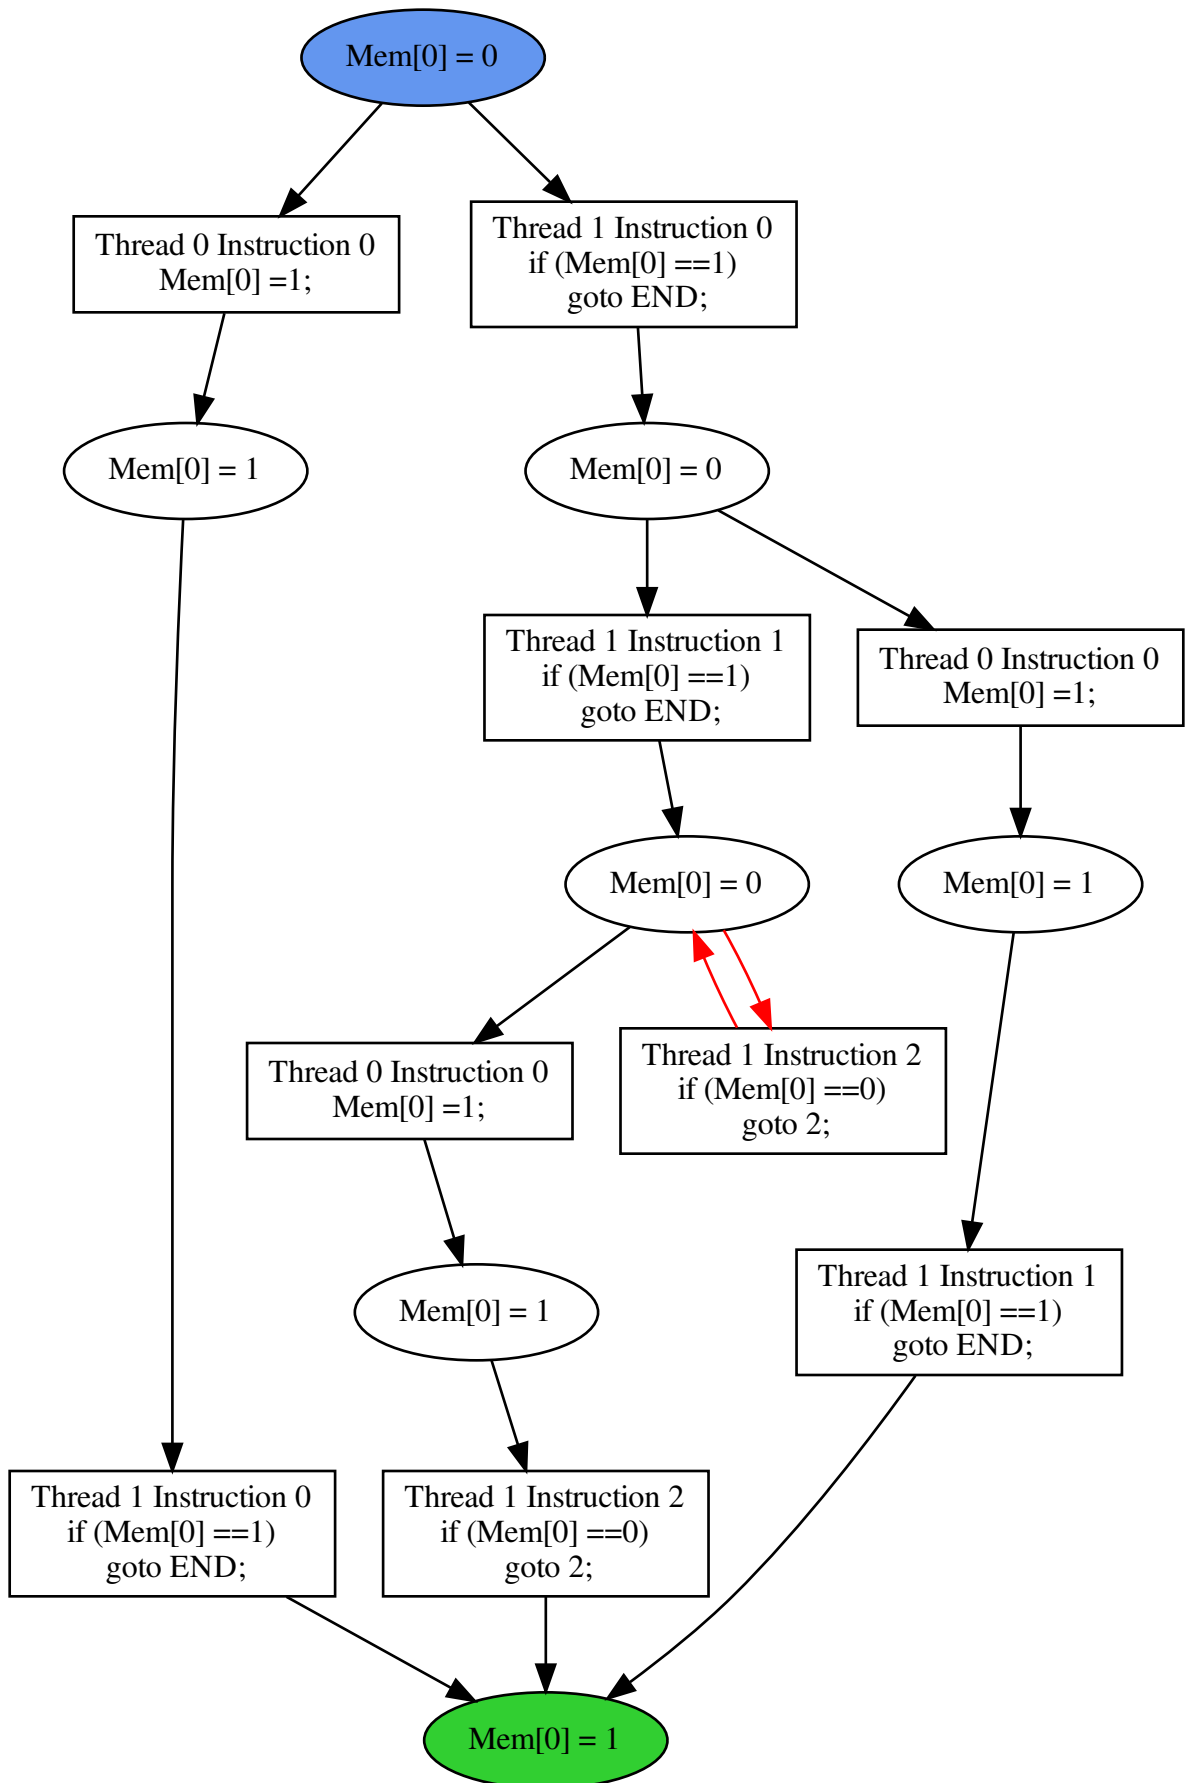 Mem[0] = 0
Thread 0 Instruction 0
Mem[0] =1;
Thread 1 Instruction 0
if (Mem[0] ==1)
goto END;
Mem[0] = 1
Mem[0] = 0
Thread 1 Instruction 1
if (Mem[0] ==1)
goto END;
Thread 0 Instruction 0
Mem[0] =1;
Mem[0] = 0
Mem[0] = 1
Thread 0 Instruction 0
Mem[0] =1;
Thread 1 Instruction 2
if (Mem[0] ==0)
goto 2;
Mem[0] = 1
Thread 1 Instruction 1
if (Mem[0] ==1)
goto END;
Thread 1 Instruction 0
if (Mem[0] ==1)
goto END;
Thread 1 Instruction 2
if (Mem[0] ==0)
goto 2;
Mem[0] = 1